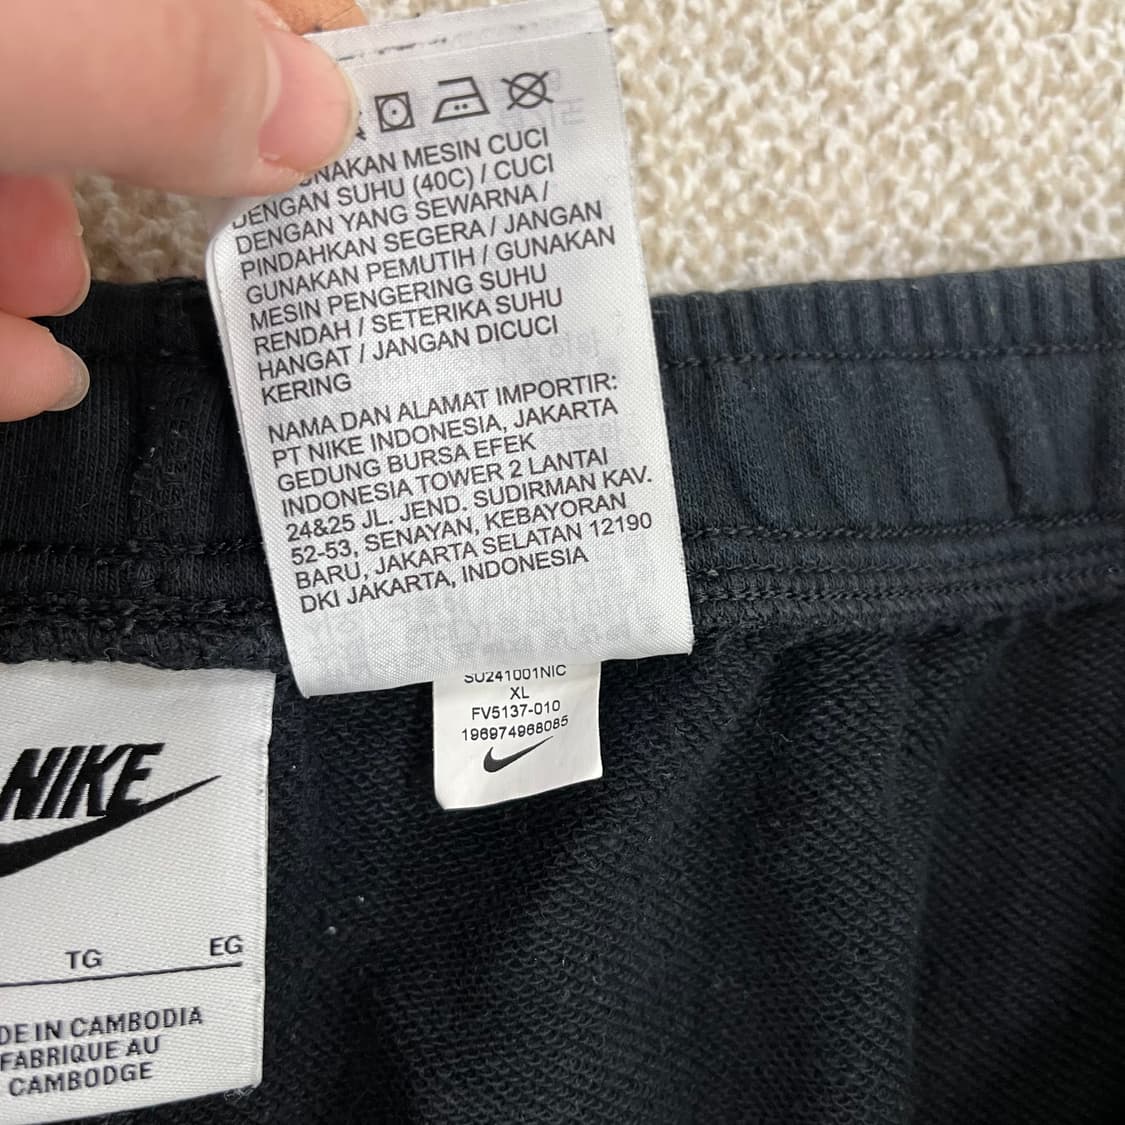 MESIN CUCI
DENGAN SUHU (40C) / CUCI
DENGAN YANG SEWARNA /
PINDAHKAN SEGERA / JANGAN
GUNAKAN PEMUTIH / GUNAKAN
MESIN PENGERING SUHU
RENDAH / SETERIKA SUHU
HANGAT / JANGAN DICUCI
KERING
NAMA DAN ALAMAT IMPORTIR:
PT NIKE INDONESIA, JAKARTA
GEDUNG BURSA EFEK
INDONESIA TOWER 2 LANTAI
24&25 JL. JEND. SUDIRMAN KAV.
52-53, SENAYAN, KEBAYORAN
BARU, JAKARTA SELATAN 12190
DKI JAKARTA, INDONESIA
SU241001NIC
XL
FV5137-010
196974968085
NIKE
TG EG
DE IN CAMBODIA
FABRIQUE AU
CAMBODGE